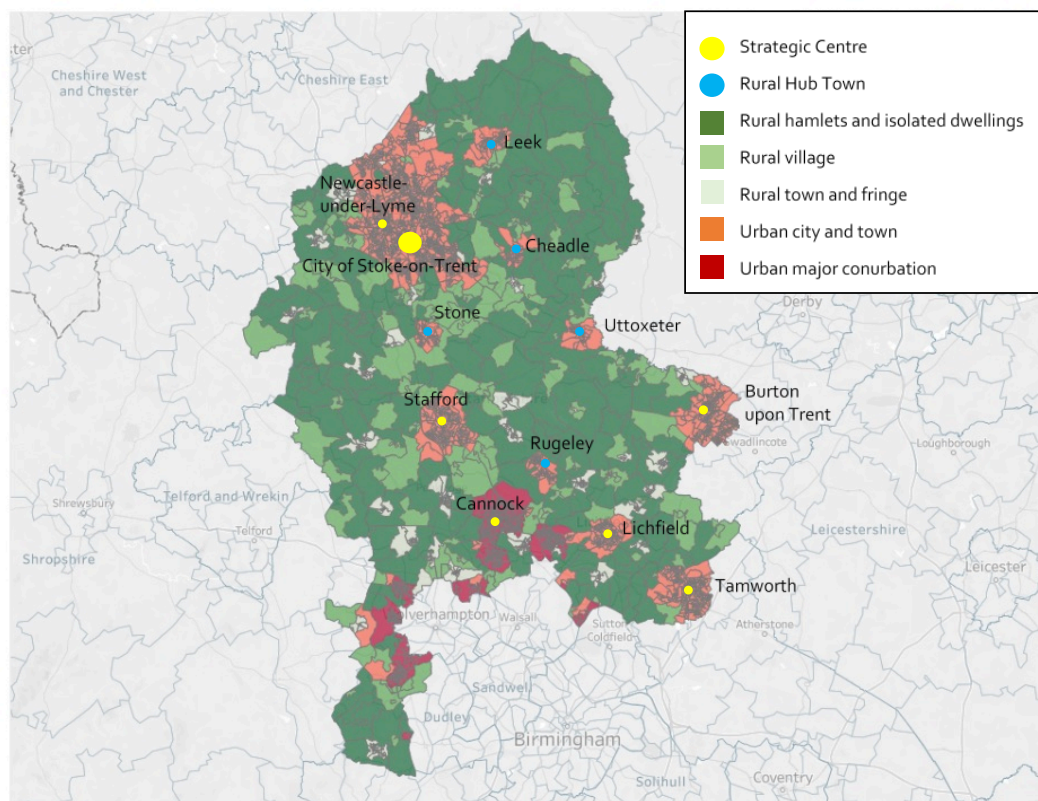 Strategic Centre
Rural Hub Town
Rural hamlets and isolated dwellings
Rural village
Rural town and fringe
Urban city and town
Urban major conurbation
Cheshire West
and Chester
Cheshire East
Leek
Newcastle-
under-Lyme
Cheadle
City of Stoke-on-Trent
Derby
Stone
Uttoxeter
Stafford
Burton
upon Trent
wadlincote
Loughborough
Rugeley
Shrewsbury
Telford and Wrekin
Cannock
Telford
Lichfield
Leicestershire
Shropshire
Leicester
Tamworth
olverhampton
Walsall
Sutton
Coldfield
Atherstone
Sandwell
Dudley
Birmingham
Solihull
Coventry